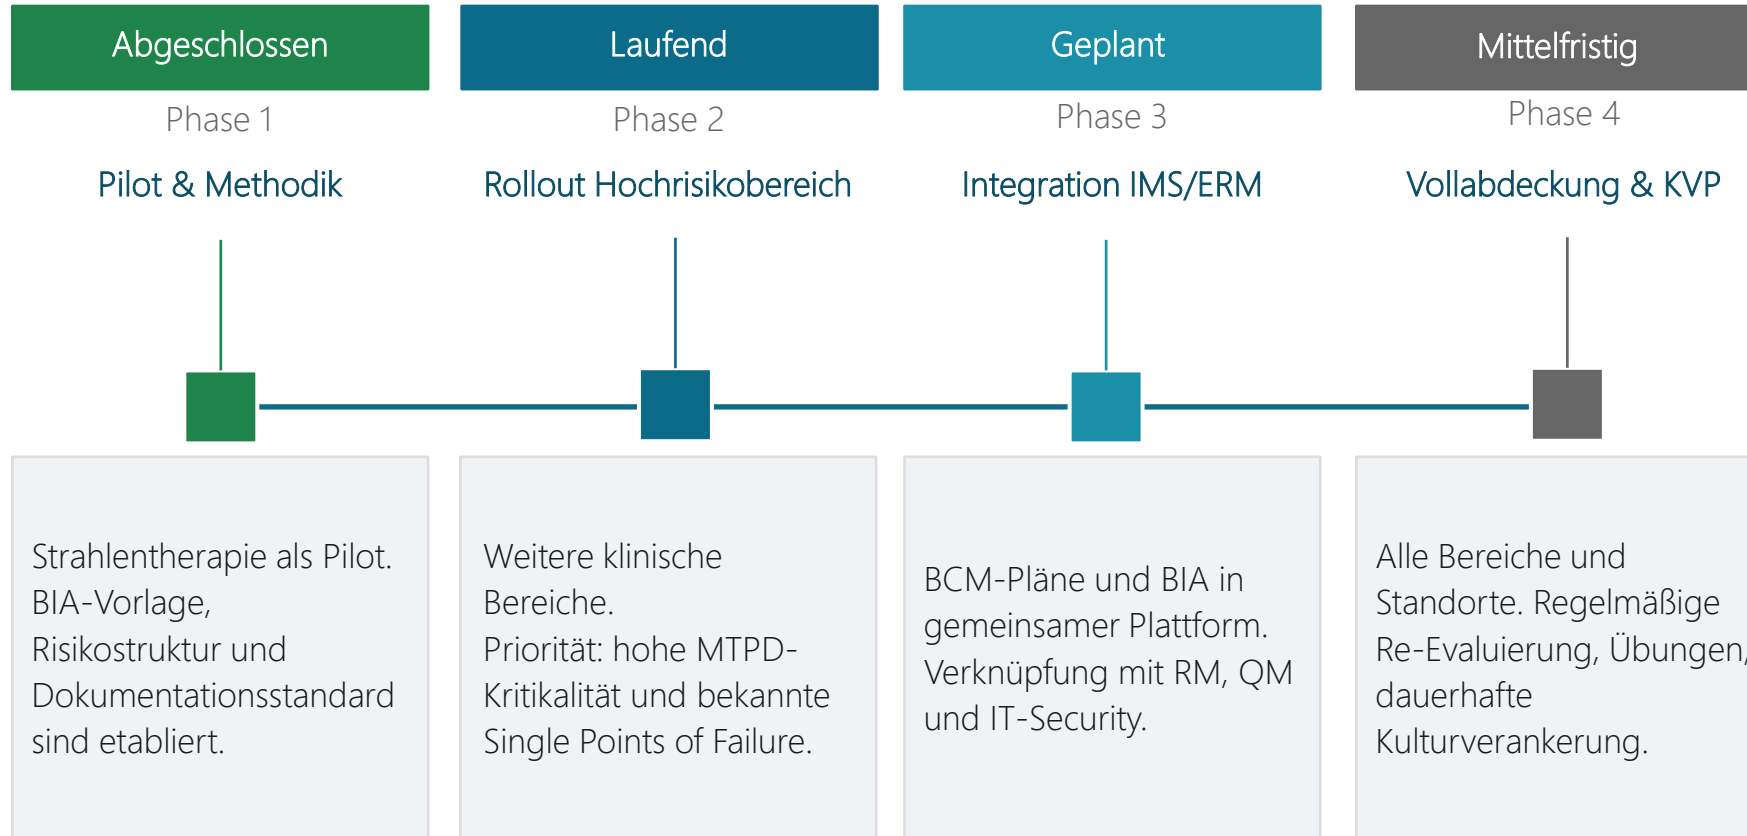 Abgeschlossen
Phase 1
Pilot & Methodik
Strahlentherapie als Pilot.
BIA-Vorlage,
Risikostruktur und
Dokumentationsstandard
sind etabliert.
Laufend
Phase 2
Rollout Hochrisikobereich
Weitere klinische
Bereiche.
Priorität: hohe MTPD-
Kritikalität und bekannte
Single Points of Failure.
Geplant
Phase 3
Integration IMS/ERM
BCM-Pläne und BIA in
gemeinsamer Plattform.
Verknüpfung mit RM, QM
und IT-Security.
Mittelfristig
Phase 4
Vollabdeckung & KVP
Alle Bereiche und
Standorte. Regelmäßige
Re-Evaluierung, Übungen,
dauerhafte
Kulturverankerung.